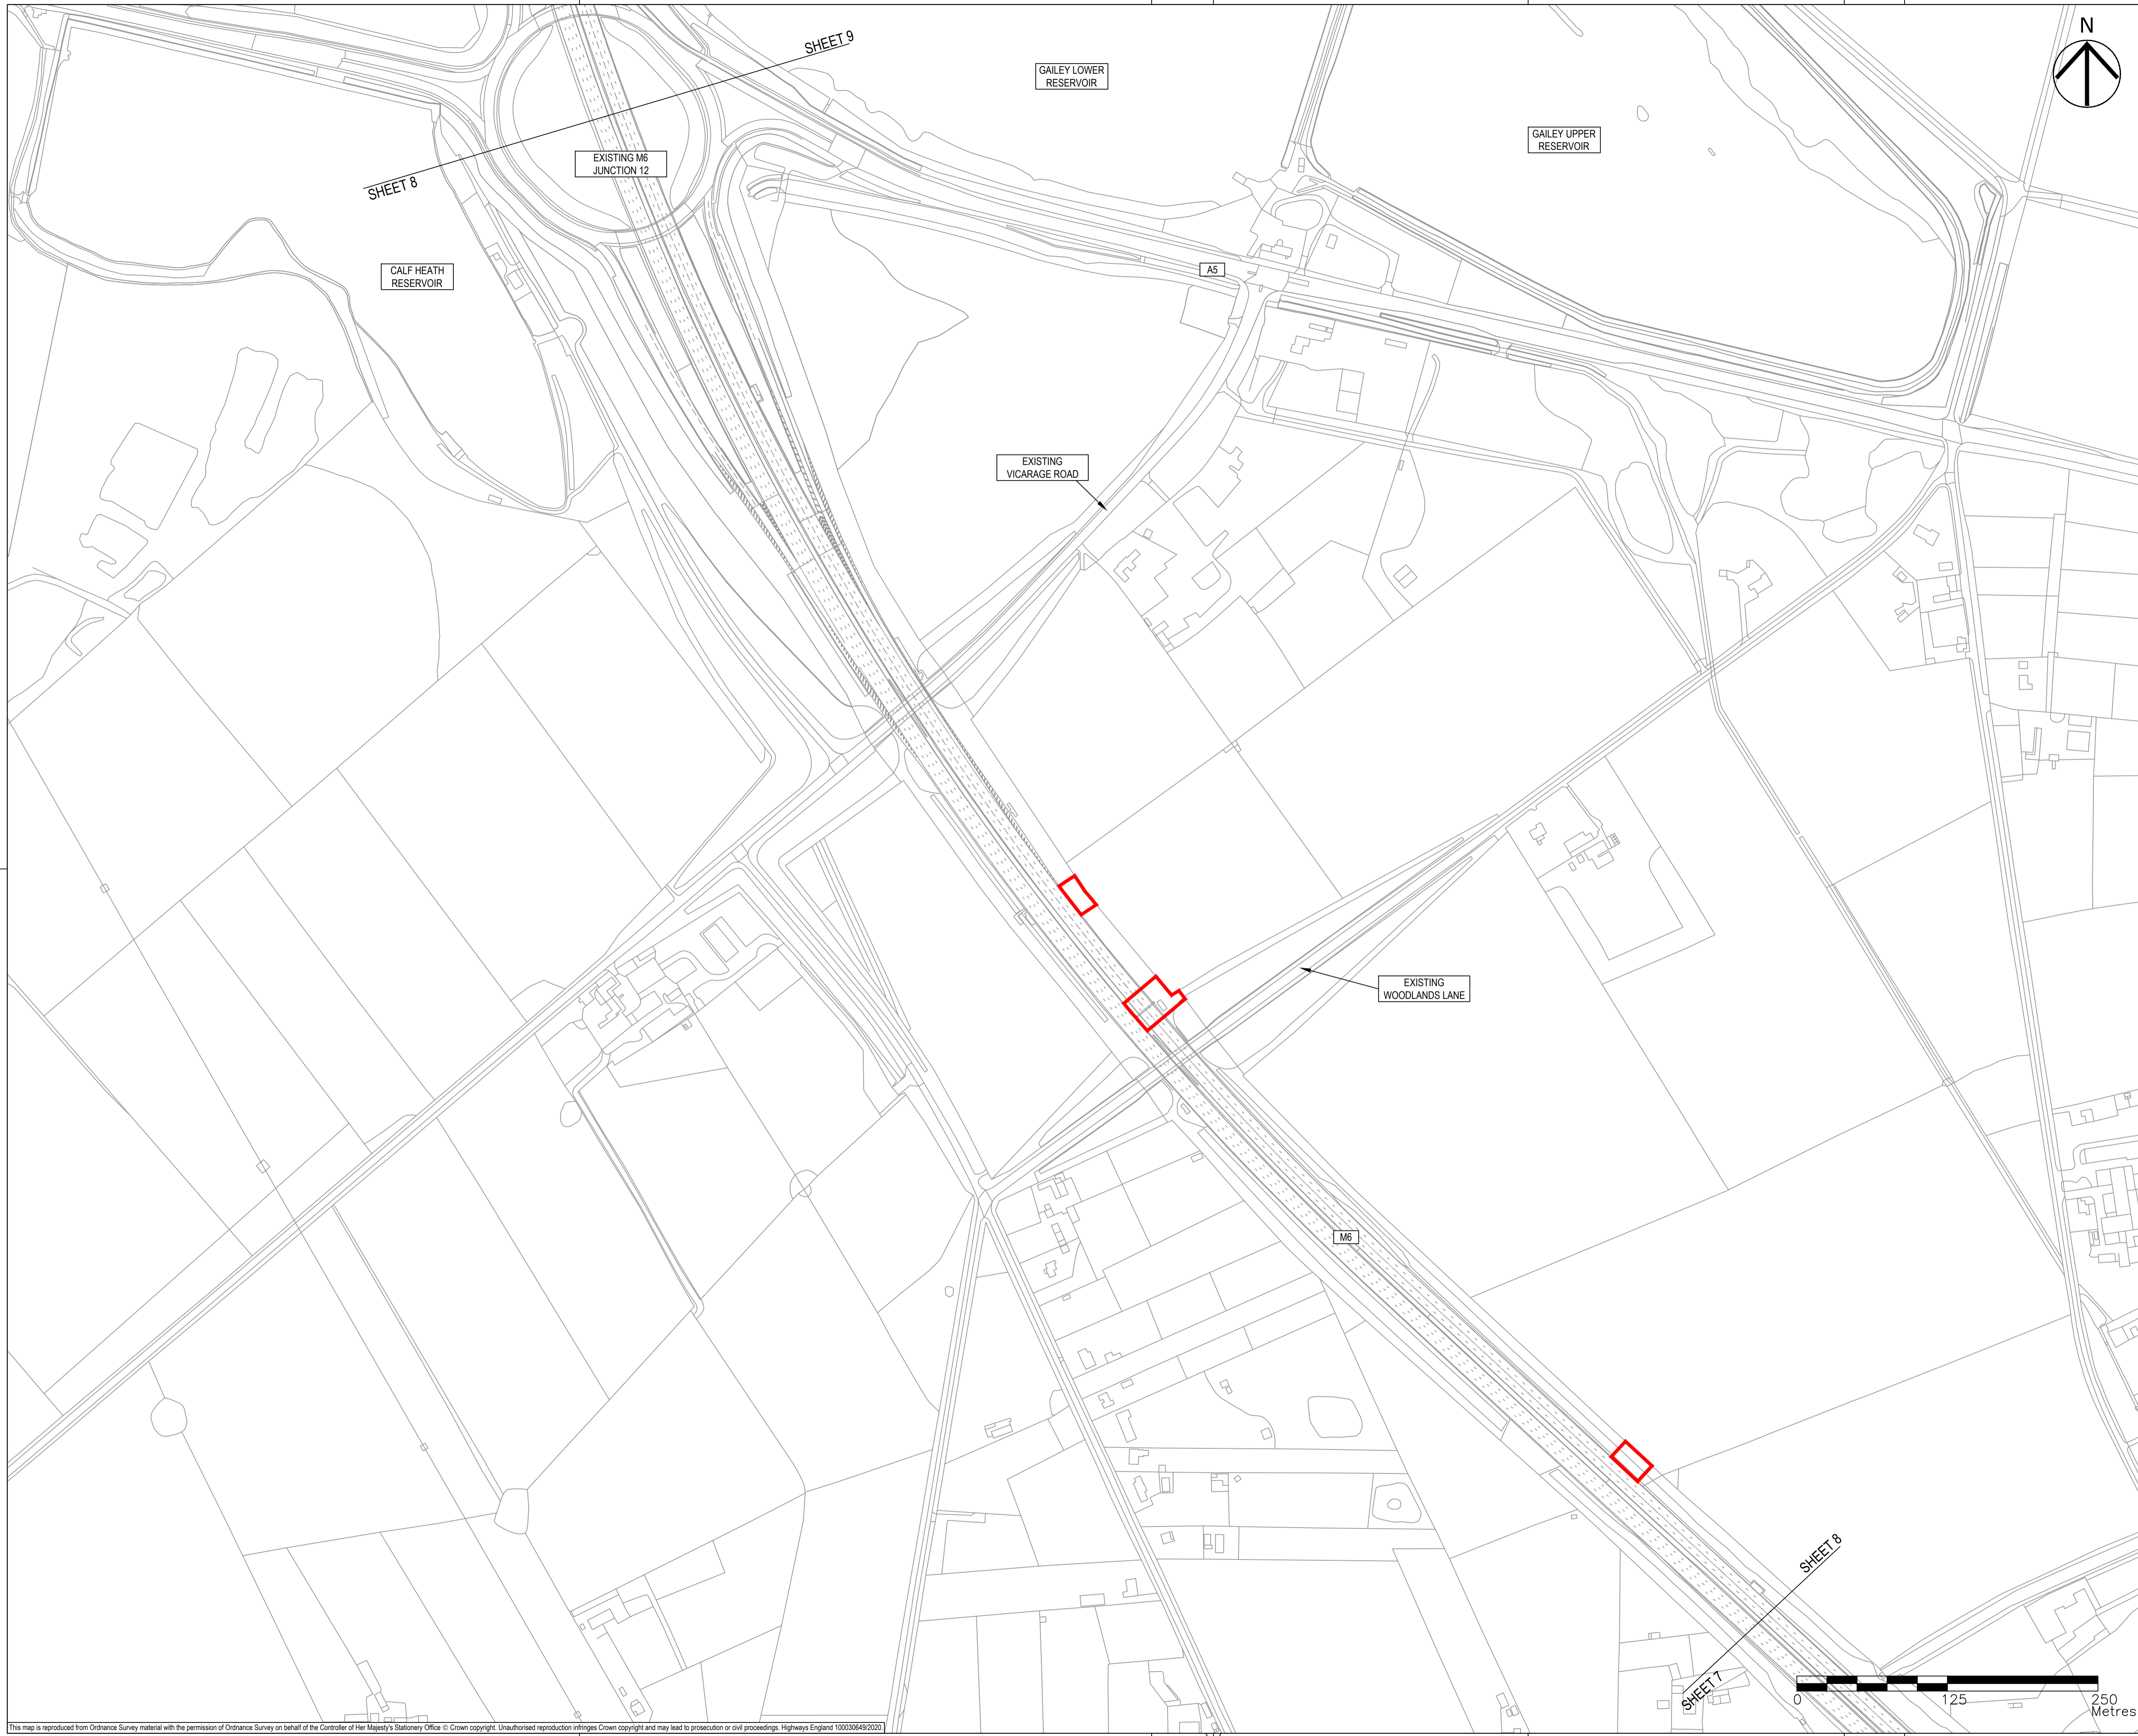 N
SHEET 9
GAILEY LOWER
RESERVOIR
GAILEY UPPER
RESERVOIR
EXISTING M6
JUNCTION 12
SHEET 8
CALF HEATH
RESERVOIR
A5
EXISTING
VICARAGE ROAD
EXISTING
WOODLANDS LANE
M6
SHEET 8
SHEET 7
0
125
250
Metres
This map is reproduced from Ordnance Survey material with the permission of Ordnance Survey on behalf of the Controller of Her Majesty's Stationery Office © Crown copyright. Unauthorised reproduction infringes Crown copyright and may lead to prosecution or civil proceedings. Highways England 100030649/2020.